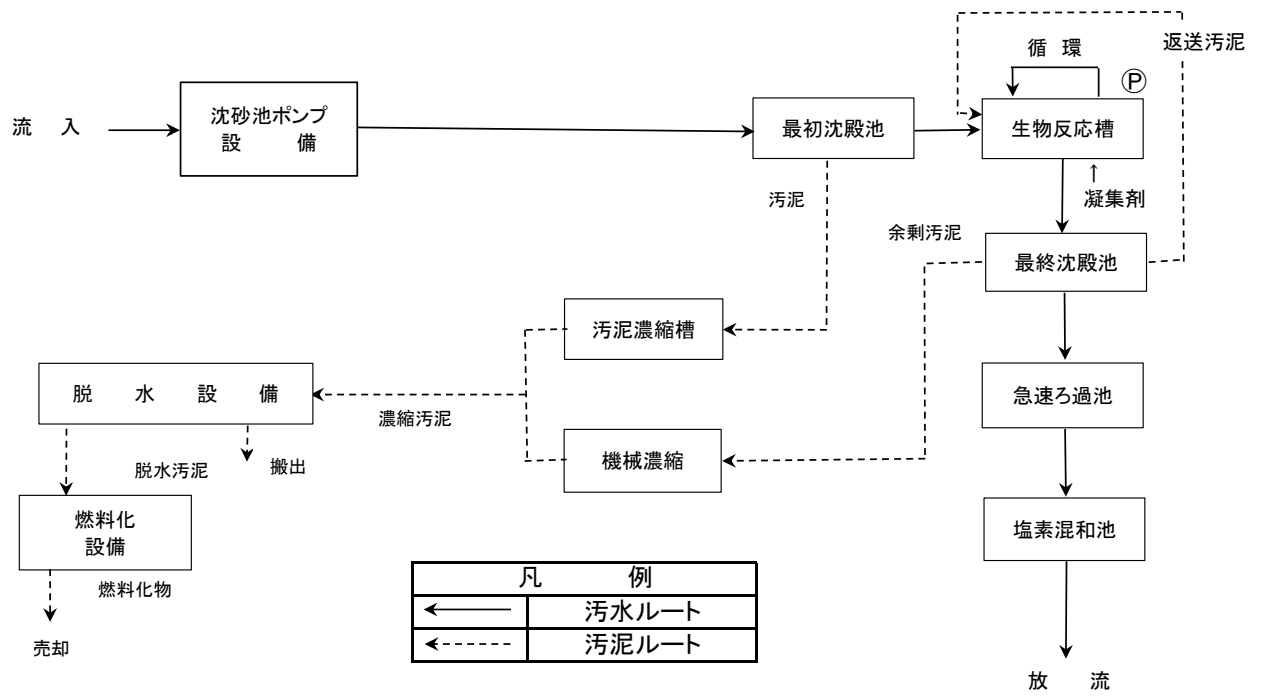 返送汚泥
循 環
Ⓟ
流 入
沈砂池ポンプ
設 備
最初沈殿池
生物反応槽
↑
凝集剤
汚泥
余剰汚泥
最終沈殿池
汚泥濃縮槽
脱 水 設 備
急速ろ過池
濃縮汚泥
機械濃縮
脱水汚泥
搬出
燃料化
設備
塩素混和池
燃料化物
売却
凡 例
汚水ルート
汚泥ルート
放 流